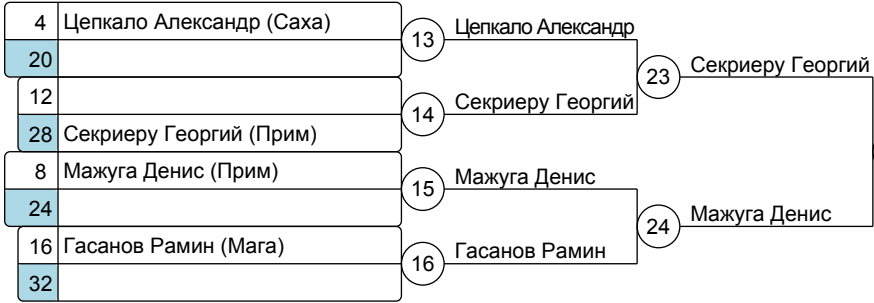 4 Цепкало Александр (Саха)
20
12
28 Секриеру Георгий (Прим)
8 Мажуга Денис (Прим)
24
16 Гасанов Рамин (Мага)
32
13 Цепкало Александр
14 Секриеру Георгий
15 Мажуга Денис
16 Гасанов Рамин
23 Секриеру Георгий
24 Мажуга Денис